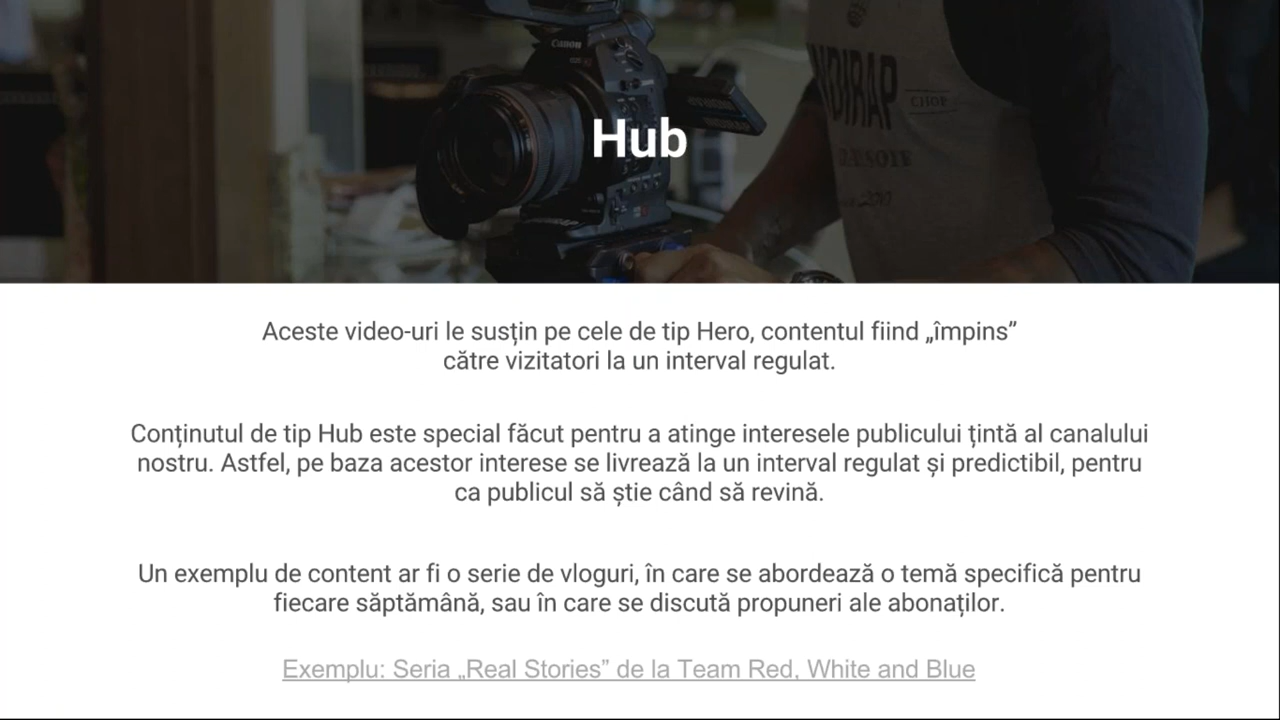 Canon
Hub
CHOP
Aceste video-uri le susțin pe cele de tip Hero, contentul fiind „împins”
către vizitatori la un interval regulat.
Conținutul de tip Hub este special făcut pentru a atinge interesele publicului țintă al canalului
nostru. Astfel, pe baza acestor interese se livrează la un interval regulat și predictibil, pentru
ca publicul să știe când să revină.
Un exemplu de content ar fi o serie de vloguri, în care se abordează o temă specifică pentru
fiecare săptămână, sau în care se discută propuneri ale abonaților.
Exemplu: Seria „Real Stories” de la Team Red, White and Blue